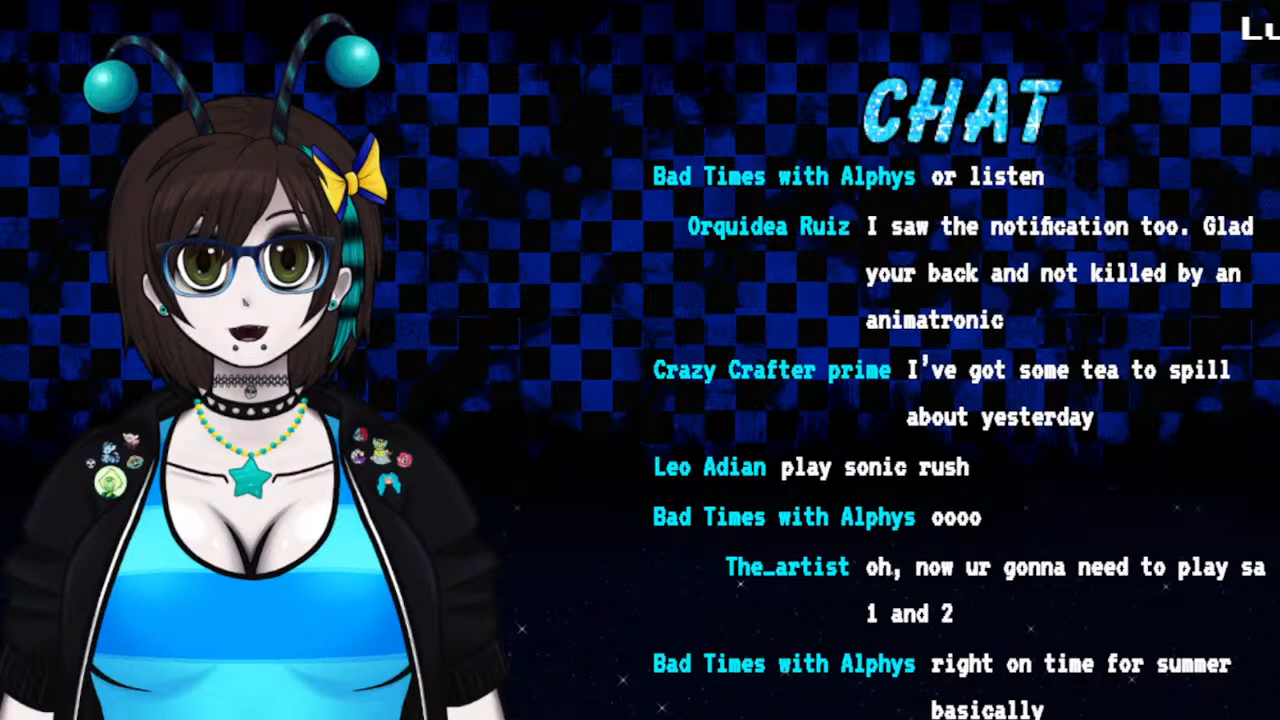 Lu
CHAT
Bad Times with Alphys or listen
Orquidea Ruiz I saw the notification too. Glad
your back and not killed by an
animatronic
Crazy Crafter prime I've got some tea to spill
about yesterday
Leo Adian play sonic rush
Bad Times with Alphys oooo
The_artist oh, now ur gonna need to play sa
1 and 2
Bad Times with Alphys right on time for summer
basically